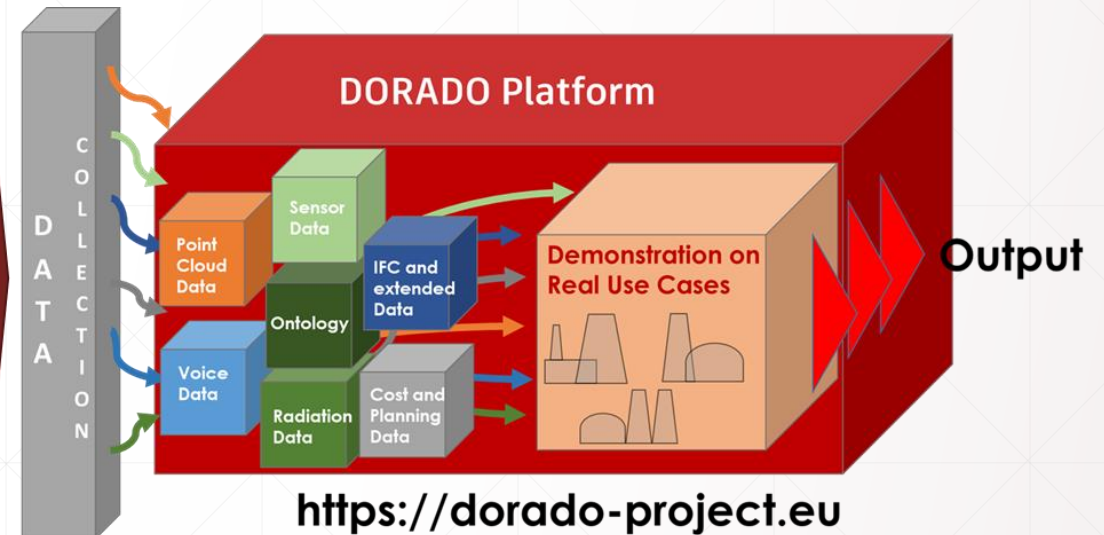 DATA
COLLECTION
DORADO Platform
Point
Cloud
Data
Sensor
Data
IFC and
extended
Data
Ontology
Voice
Data
Radiation
Data
Cost and
Planning
Data
Demonstration on
Real Use Cases
Output
https://dorado-project.eu